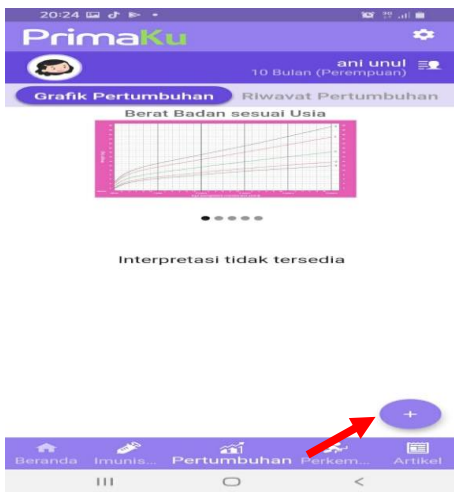 20:24
PrimaKu
ani unul
10 Bulan (Perempuan)
Grafik Pertumbuhan
Riwayat Pertumbuhan
Berat Badan sesuai Usia
Interpretasi tidak tersedia
+
Beranda
Imunis...
Pertumbuhan
Perkem...
Artikel